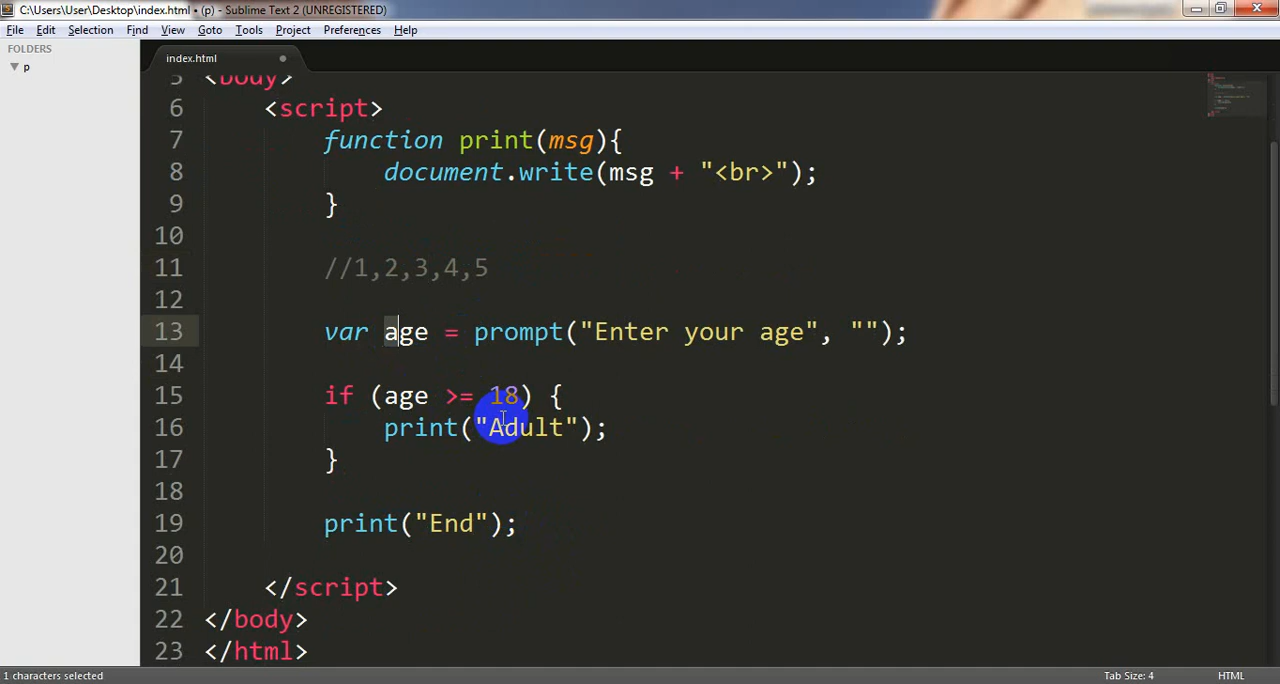 C:\Users\User\Desktop\index.html • (p) - Sublime Text 2 (UNREGISTERED)
File Edit Selection Find View Goto Tools Project Preferences Help
FOLDERS
p
index.html
5 <body>
6 <script>
7 function print(msg){
8 document.write(msg + "<br>");
9 }
10
11 //1,2,3,4,5
12
13 var age = prompt("Enter your age", "");
14
15 if (age >= 18) {
16 print("Adult");
17 }
18
19 print("End");
20
21 </script>
22 </body>
23 </html>
1 characters selected Tab Size: 4 HTML